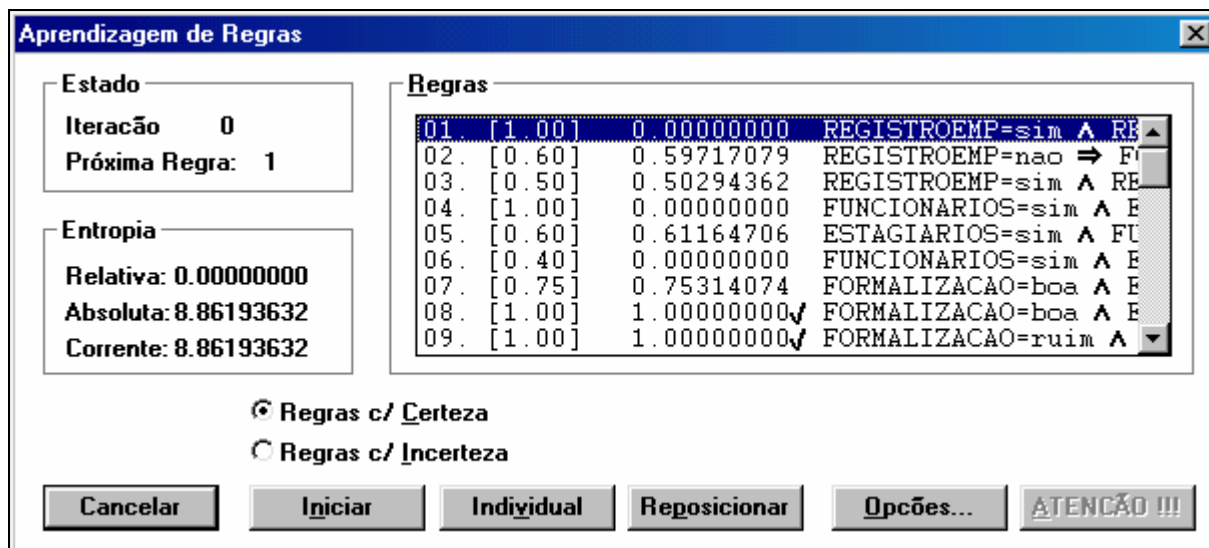 Aprendizagem de Regras
Estado
Iteracão 0
Próxima Regra: 1
Entropia
Relativa: 0.00000000
Absoluta: 8.86193632
Corrente: 8.86193632
Regras
01. [1.00] 0.00000000 REGISTROEMP=sim ∧ RE
02. [0.60] 0.59717079 REGISTROEMP=nao ⇒ FO
03. [0.50] 0.50294362 REGISTROEMP=sim ∧ RE
04. [1.00] 0.00000000 FUNCIONARIOS=sim ∧ E
05. [0.60] 0.61164706 ESTAGIARIOS=sim ∧ FU
06. [0.40] 0.00000000 FUNCIONARIOS=sim ∧ E
07. [0.75] 0.75314074 FORMALIZACAO=boa ∧ E
08. [1.00] 1.00000000✓ FORMALIZACAO=boa ∧ E
09. [1.00] 1.00000000✓ FORMALIZACAO=ruim ∧
Regras c/ Certeza
Regras c/ Incerteza
Cancelar Iniciar Individual Reposicionar Opcões... ATENCÃO !!!